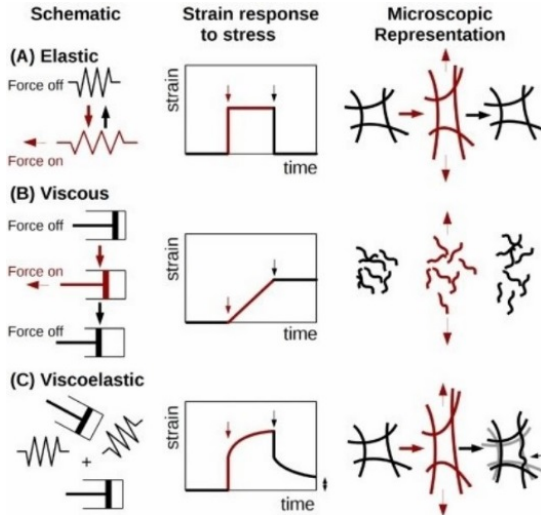 Schematic
Strain response
to stress
Microscopic
Representation
(A) Elastic
Force off
Force on
strain
time
(B) Viscous
Force off
Force on
Force off
strain
time
(C) Viscoelastic
+
strain
time